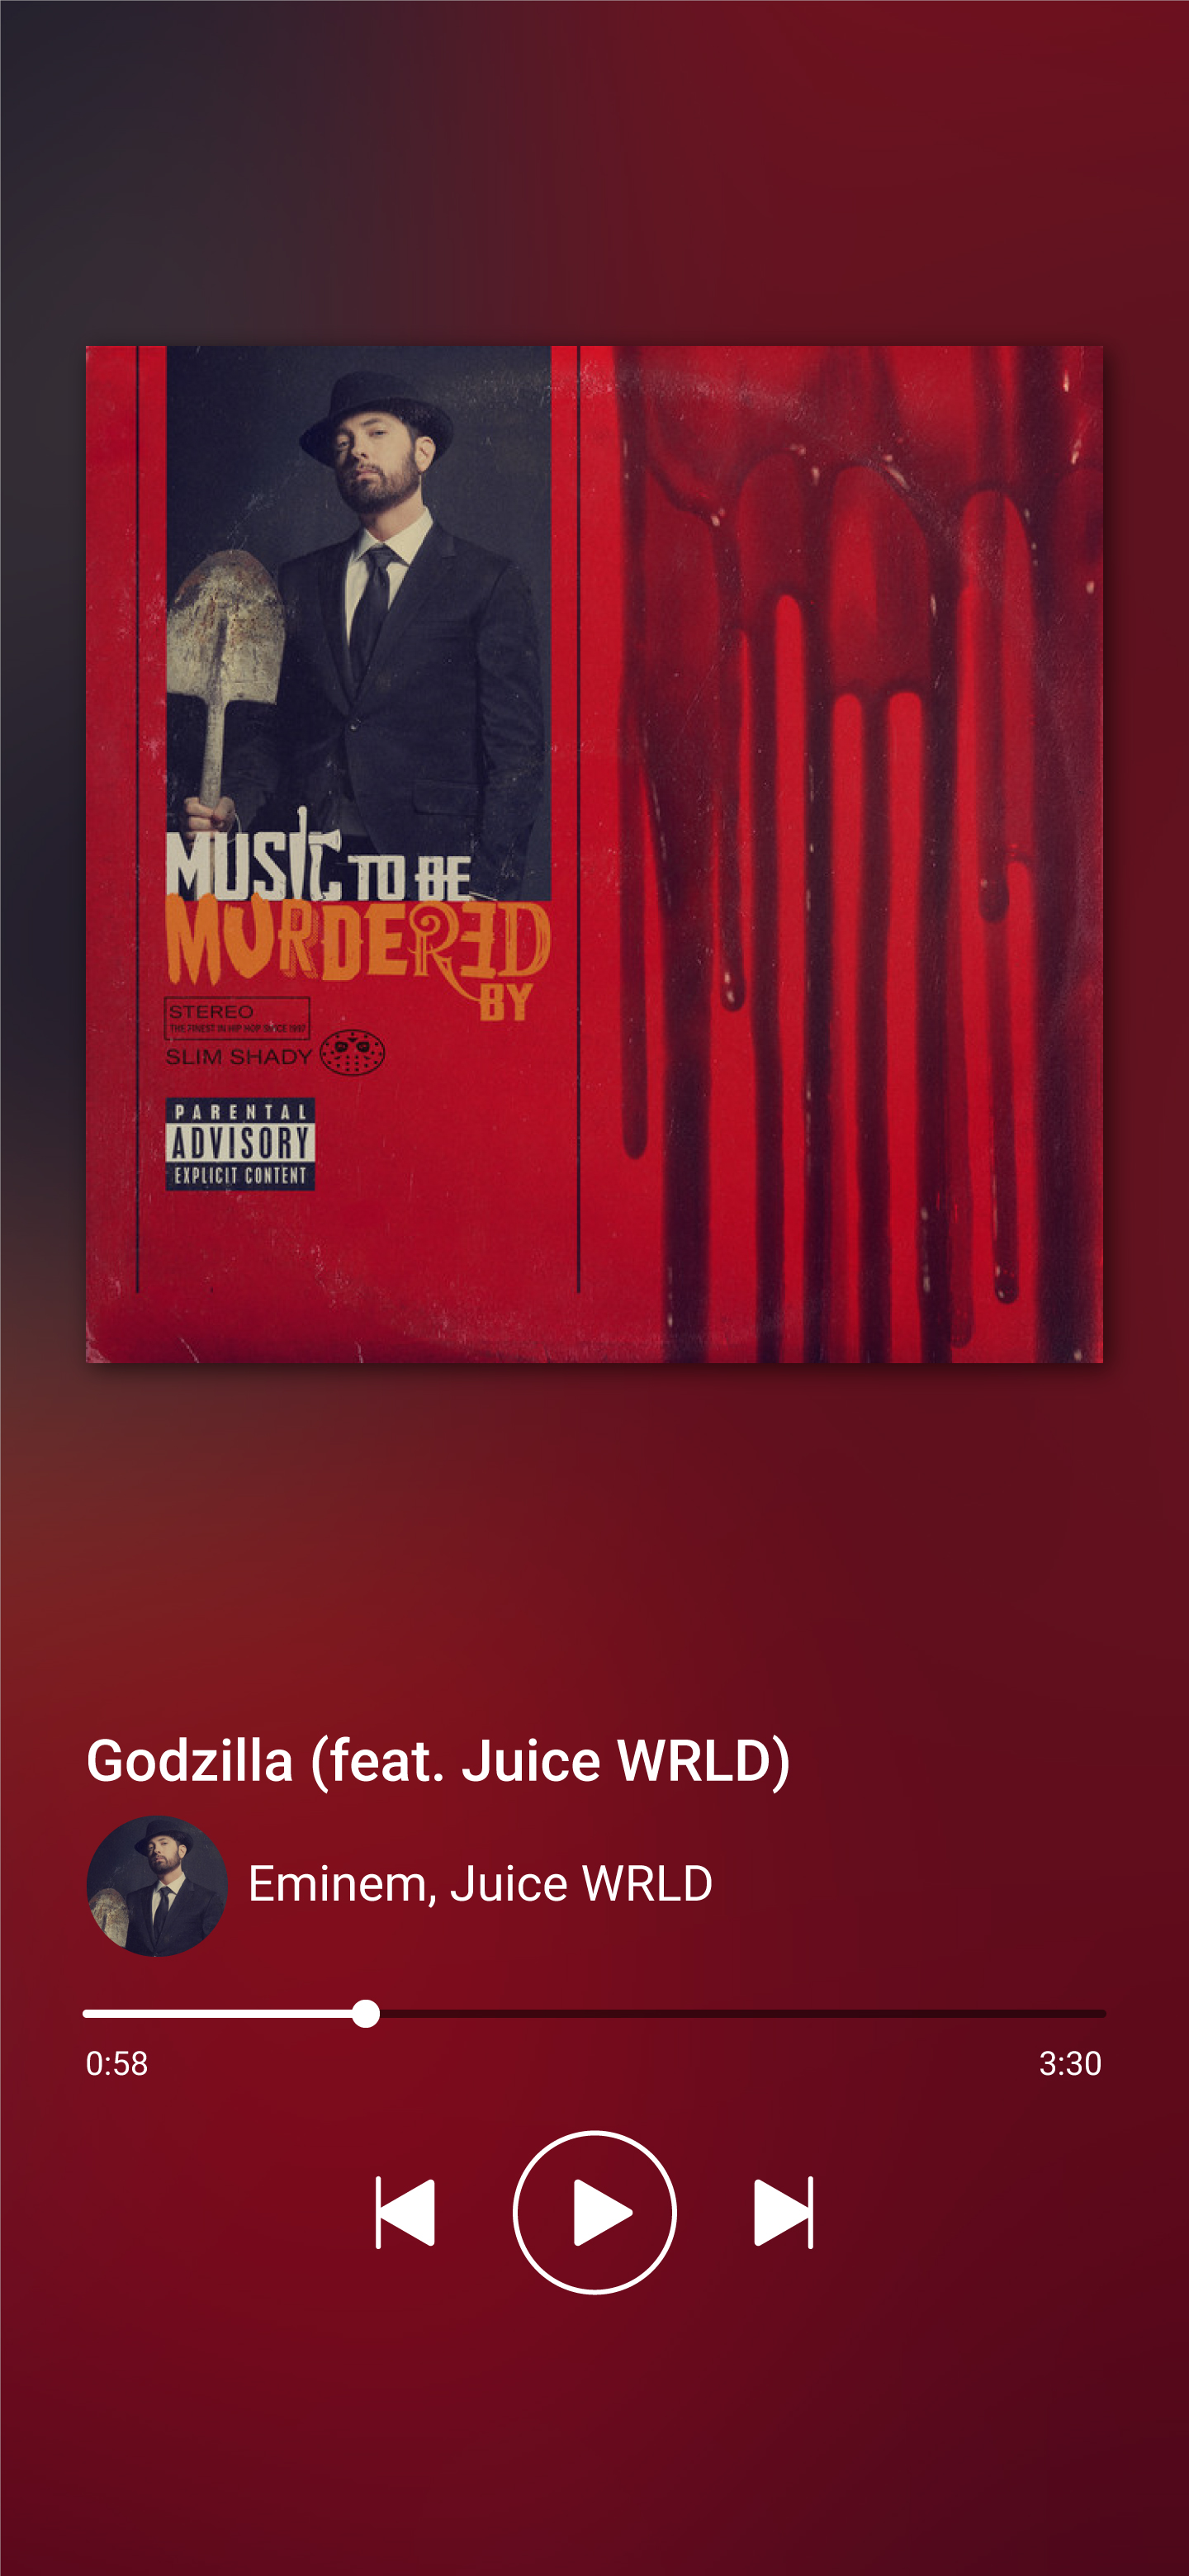 MUSIC TO BE
MURDERED
BY
STEREO
THE FINEST IN HIP HOP SINCE 1997
SLIM SHADY
PARENTAL
ADVISORY
EXPLICIT CONTENT
Godzilla (feat. Juice WRLD)
Eminem, Juice WRLD
0:58 3:30